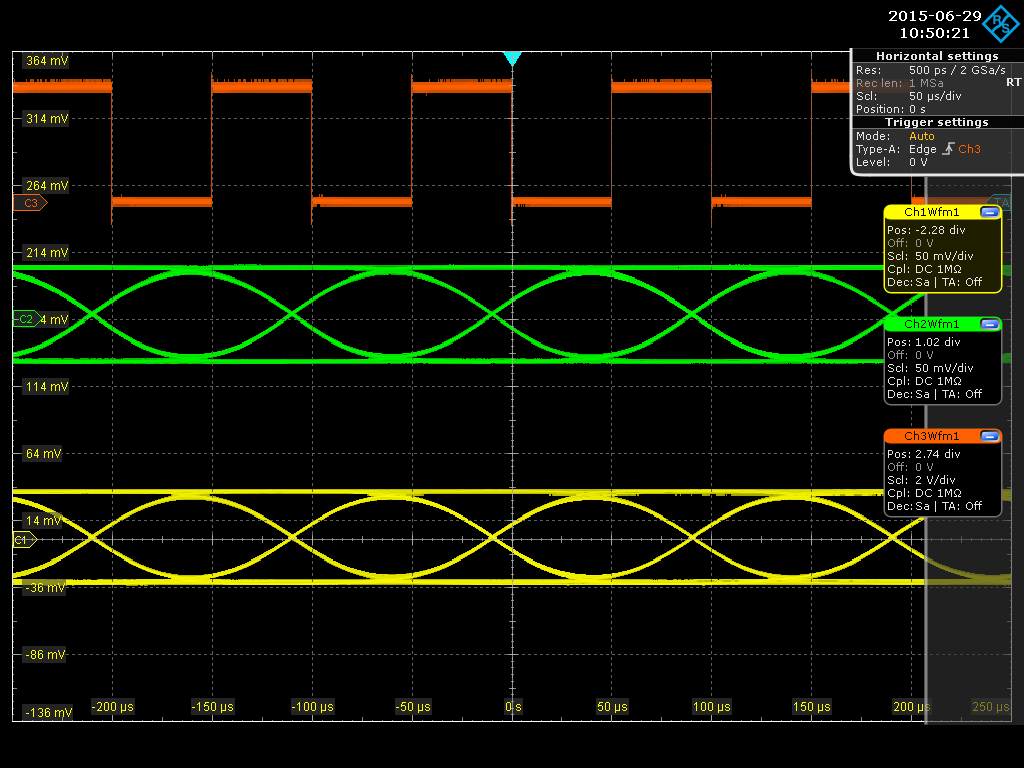 2015-06-29
10:50:21
R&S
Horizontal settings
Res: 500 ps / 2 GSa/s
Rec len: 1 MSa
RT
Scl: 50 µs/div
Position: 0 s
Trigger settings
Mode: Auto
Type-A: Edge Ch3
Level: 0 V
364 mV
314 mV
264 mV
C3
TA
214 mV
C2
4 mV
114 mV
64 mV
14 mV
C1
-36 mV
-86 mV
-136 mV
Ch1Wfm1
Pos: -2.28 div
Off: 0 V
Scl: 50 mV/div
Cpl: DC 1MΩ
Dec: Sa | TA: Off
Ch2Wfm1
Pos: 1.02 div
Off: 0 V
Scl: 50 mV/div
Cpl: DC 1MΩ
Dec: Sa | TA: Off
Ch3Wfm1
Pos: 2.74 div
Off: 0 V
Scl: 2 V/div
Cpl: DC 1MΩ
Dec: Sa | TA: Off
-200 µs -150 µs -100 µs -50 µs 0 s 50 µs 100 µs 150 µs 200 µs 250 µs